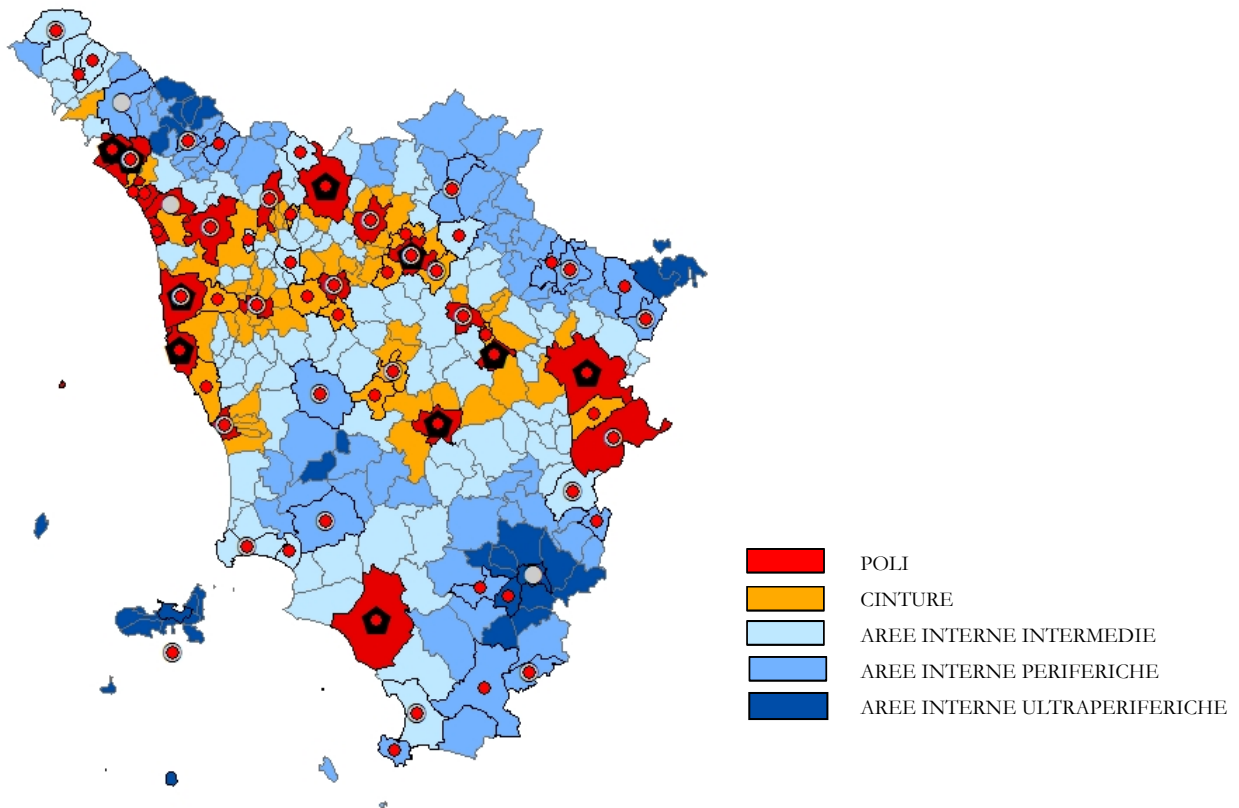 POLI
CINTURE
AREE INTERNE INTERMEDIE
AREE INTERNE PERIFERICHE
AREE INTERNE ULTRAPERIFERICHE